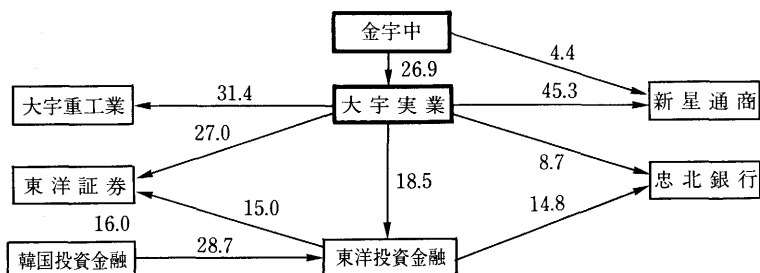 金宇中
26.9
4.4
大宇重工業
31.4
大宇実業
45.3
新星通商
27.0
18.5
8.7
東洋証券
忠北銀行
16.0
15.0
14.8
韓国投資金融
28.7
東洋投資金融